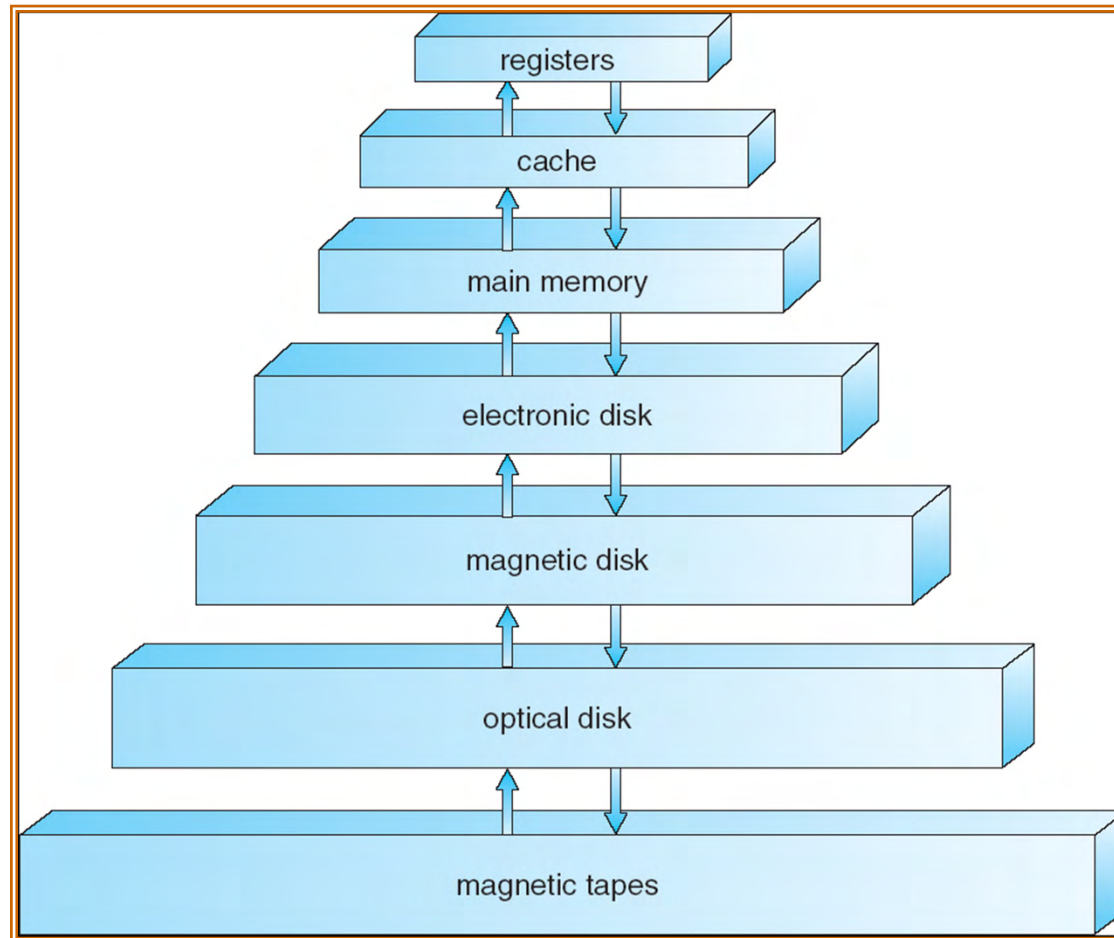 registers
cache
main memory
electronic disk
magnetic disk
optical disk
magnetic tapes